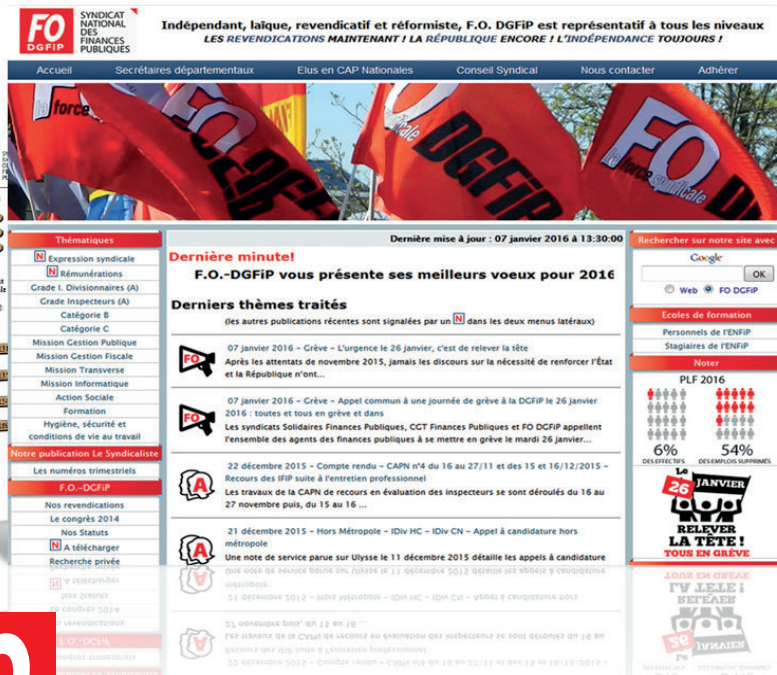 FO
DGFiP
SYNDICAT
NATIONAL
DES
FINANCES
PUBLIQUES
Indépendant, laïque, revendicatif et réformiste, F.O. DGFiP est représentatif à tous les niveaux
LES REVENDICATIONS MAINTENANT ! LA RÉPUBLIQUE ENCORE ! L'INDÉPENDANCE TOUJOURS !
Accueil
Secrétaires départementaux
Elus en CAP Nationales
Conseil Syndical
Nous contacter
Adhérer
force
FO
DGFiP
FO
la force syndicale
Thématiques
N Expression syndicale
N Rémunérations
Grade I. Divisionnaires (A)
Grade Inspecteurs (A)
Catégorie B
Catégorie C
Mission Gestion Publique
Mission Gestion Fiscale
Mission Transverse
Mission Informatique
Action Sociale
Formation
Hygiène, sécurité et
conditions de vie au travail
Notre publication Le Syndicaliste
Les numéros trimestriels
F.O.-DGFiP
Nos revendications
Le congrès 2014
Nos Statuts
N A télécharger
Recherche privée
Dernière mise à jour : 07 janvier 2016 à 13:30:00
Dernière minute!
F.O.-DGFiP vous présente ses meilleurs voeux pour 2016
Derniers thèmes traités
(les autres publications récentes sont signalées par un N dans les deux menus latéraux)
FO
07 janvier 2016 - Grève - L'urgence le 26 janvier, c'est de relever la tête
Après les attentats de novembre 2015, jamais les discours sur la nécessité de renforcer l'État
et la République n'ont...
FO
07 janvier 2016 - Grève - Appel commun à une journée de grève à la DGFiP le 26 janvier
2016 : toutes et tous en grève et dans
Les syndicats Solidaires Finances Publiques, CGT Finances Publiques et FO DGFiP appellent
l'ensemble des agents des finances publiques à se mettre en grève le mardi 26 janvier...
A
22 décembre 2015 - Compte rendu - CAPN n°4 du 16 au 27/11 et des 15 et 16/12/2015 -
Recours des IFIP suite à l'entretien professionnel
Les travaux de la CAPN de recours en évaluation des inspecteurs se sont déroulés du 16 au
27 novembre puis, du 15 au 16 ...
A
21 décembre 2015 - Hors Métropole - IDiv HC - IDiv CN - Appel à candidature hors
métropole
Une note de service parue sur Ulysse le 11 décembre 2015 détaille les appels à candidature
Rechercher sur notre site avec
Google
OK
Web FO DGFiP
Ecoles de formation
Personnels de l'ENFiP
Stagiaires de l'ENFiP
Noter
PLF 2016
6%
DES EFFECTIFS
54%
DES EMPLOIS SUPPRIMÉS
Le
26 JANVIER
RELEVER
LA TÊTE !
TOUS EN GRÈVE